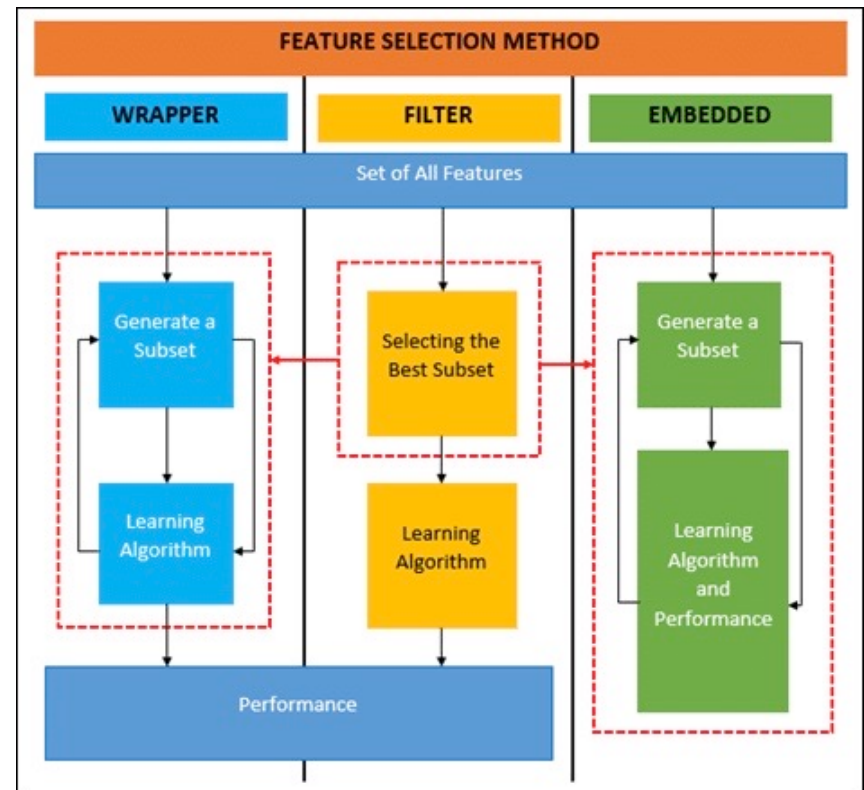 FEATURE SELECTION METHOD
WRAPPER
FILTER
EMBEDDED
Set of All Features
Generate a
Subset
Learning
Algorithm
Selecting the
Best Subset
Learning
Algorithm
Generate a
Subset
Learning
Algorithm
and
Performance
Performance